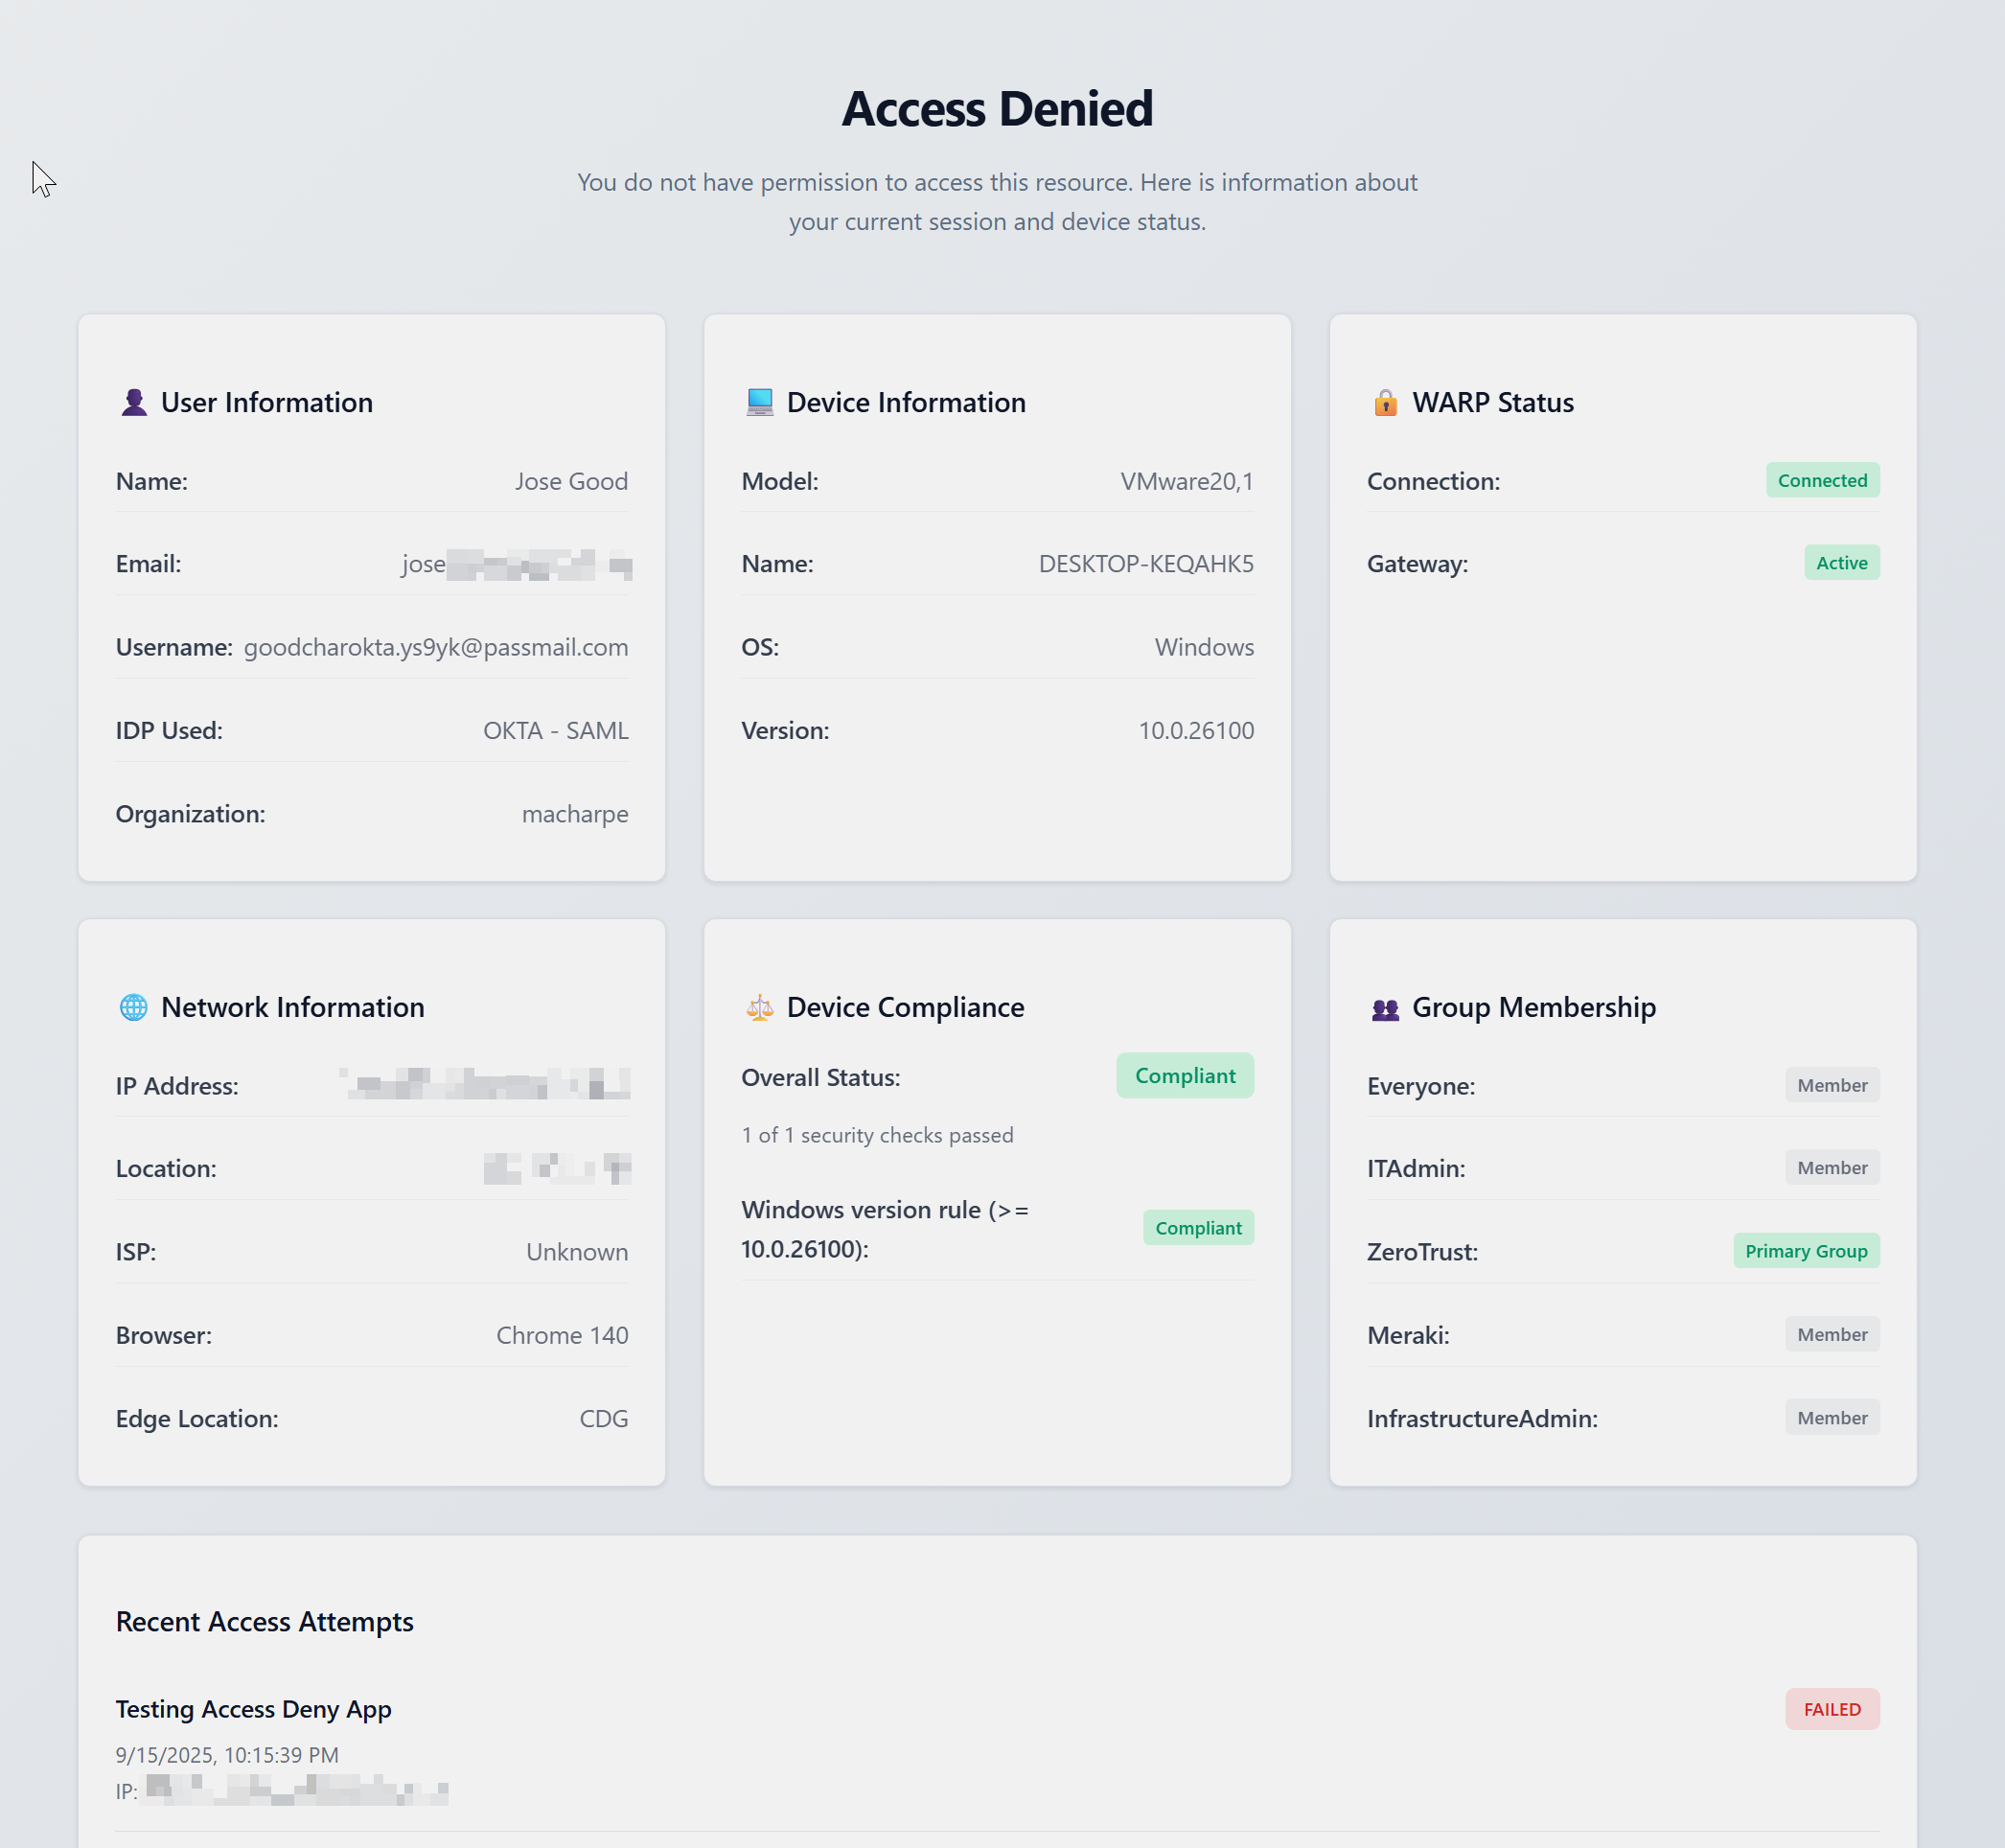 Access Denied
You do not have permission to access this resource. Here is information about
your current session and device status.
User Information
Name: Jose Good
Email: jose
Username: goodcharokta.ys9yk@passmail.com
IDP Used: OKTA - SAML
Organization: macharpe
Device Information
Model: VMware20,1
Name: DESKTOP-KEQAHK5
OS: Windows
Version: 10.0.26100
WARP Status
Connection: Connected
Gateway: Active
Network Information
IP Address:
Location:
ISP: Unknown
Browser: Chrome 140
Edge Location: CDG
Device Compliance
Overall Status: Compliant
1 of 1 security checks passed
Windows version rule (>=
10.0.26100): Compliant
Group Membership
Everyone: Member
ITAdmin: Member
ZeroTrust: Primary Group
Meraki: Member
InfrastructureAdmin: Member
Recent Access Attempts
Testing Access Deny App FAILED
9/15/2025, 10:15:39 PM
IP: